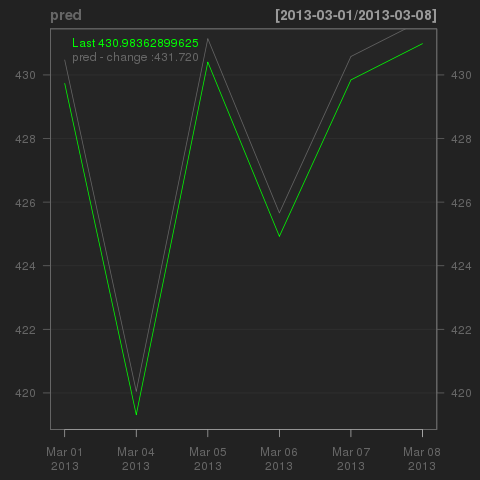 pred [2013-03-01/2013-03-08]
Last 430.98362899625
pred - change :431.720
430 430
428 428
426 426
424 424
422 422
420 420
Mar 01 Mar 04 Mar 05 Mar 06 Mar 07 Mar 08
2013 2013 2013 2013 2013 2013